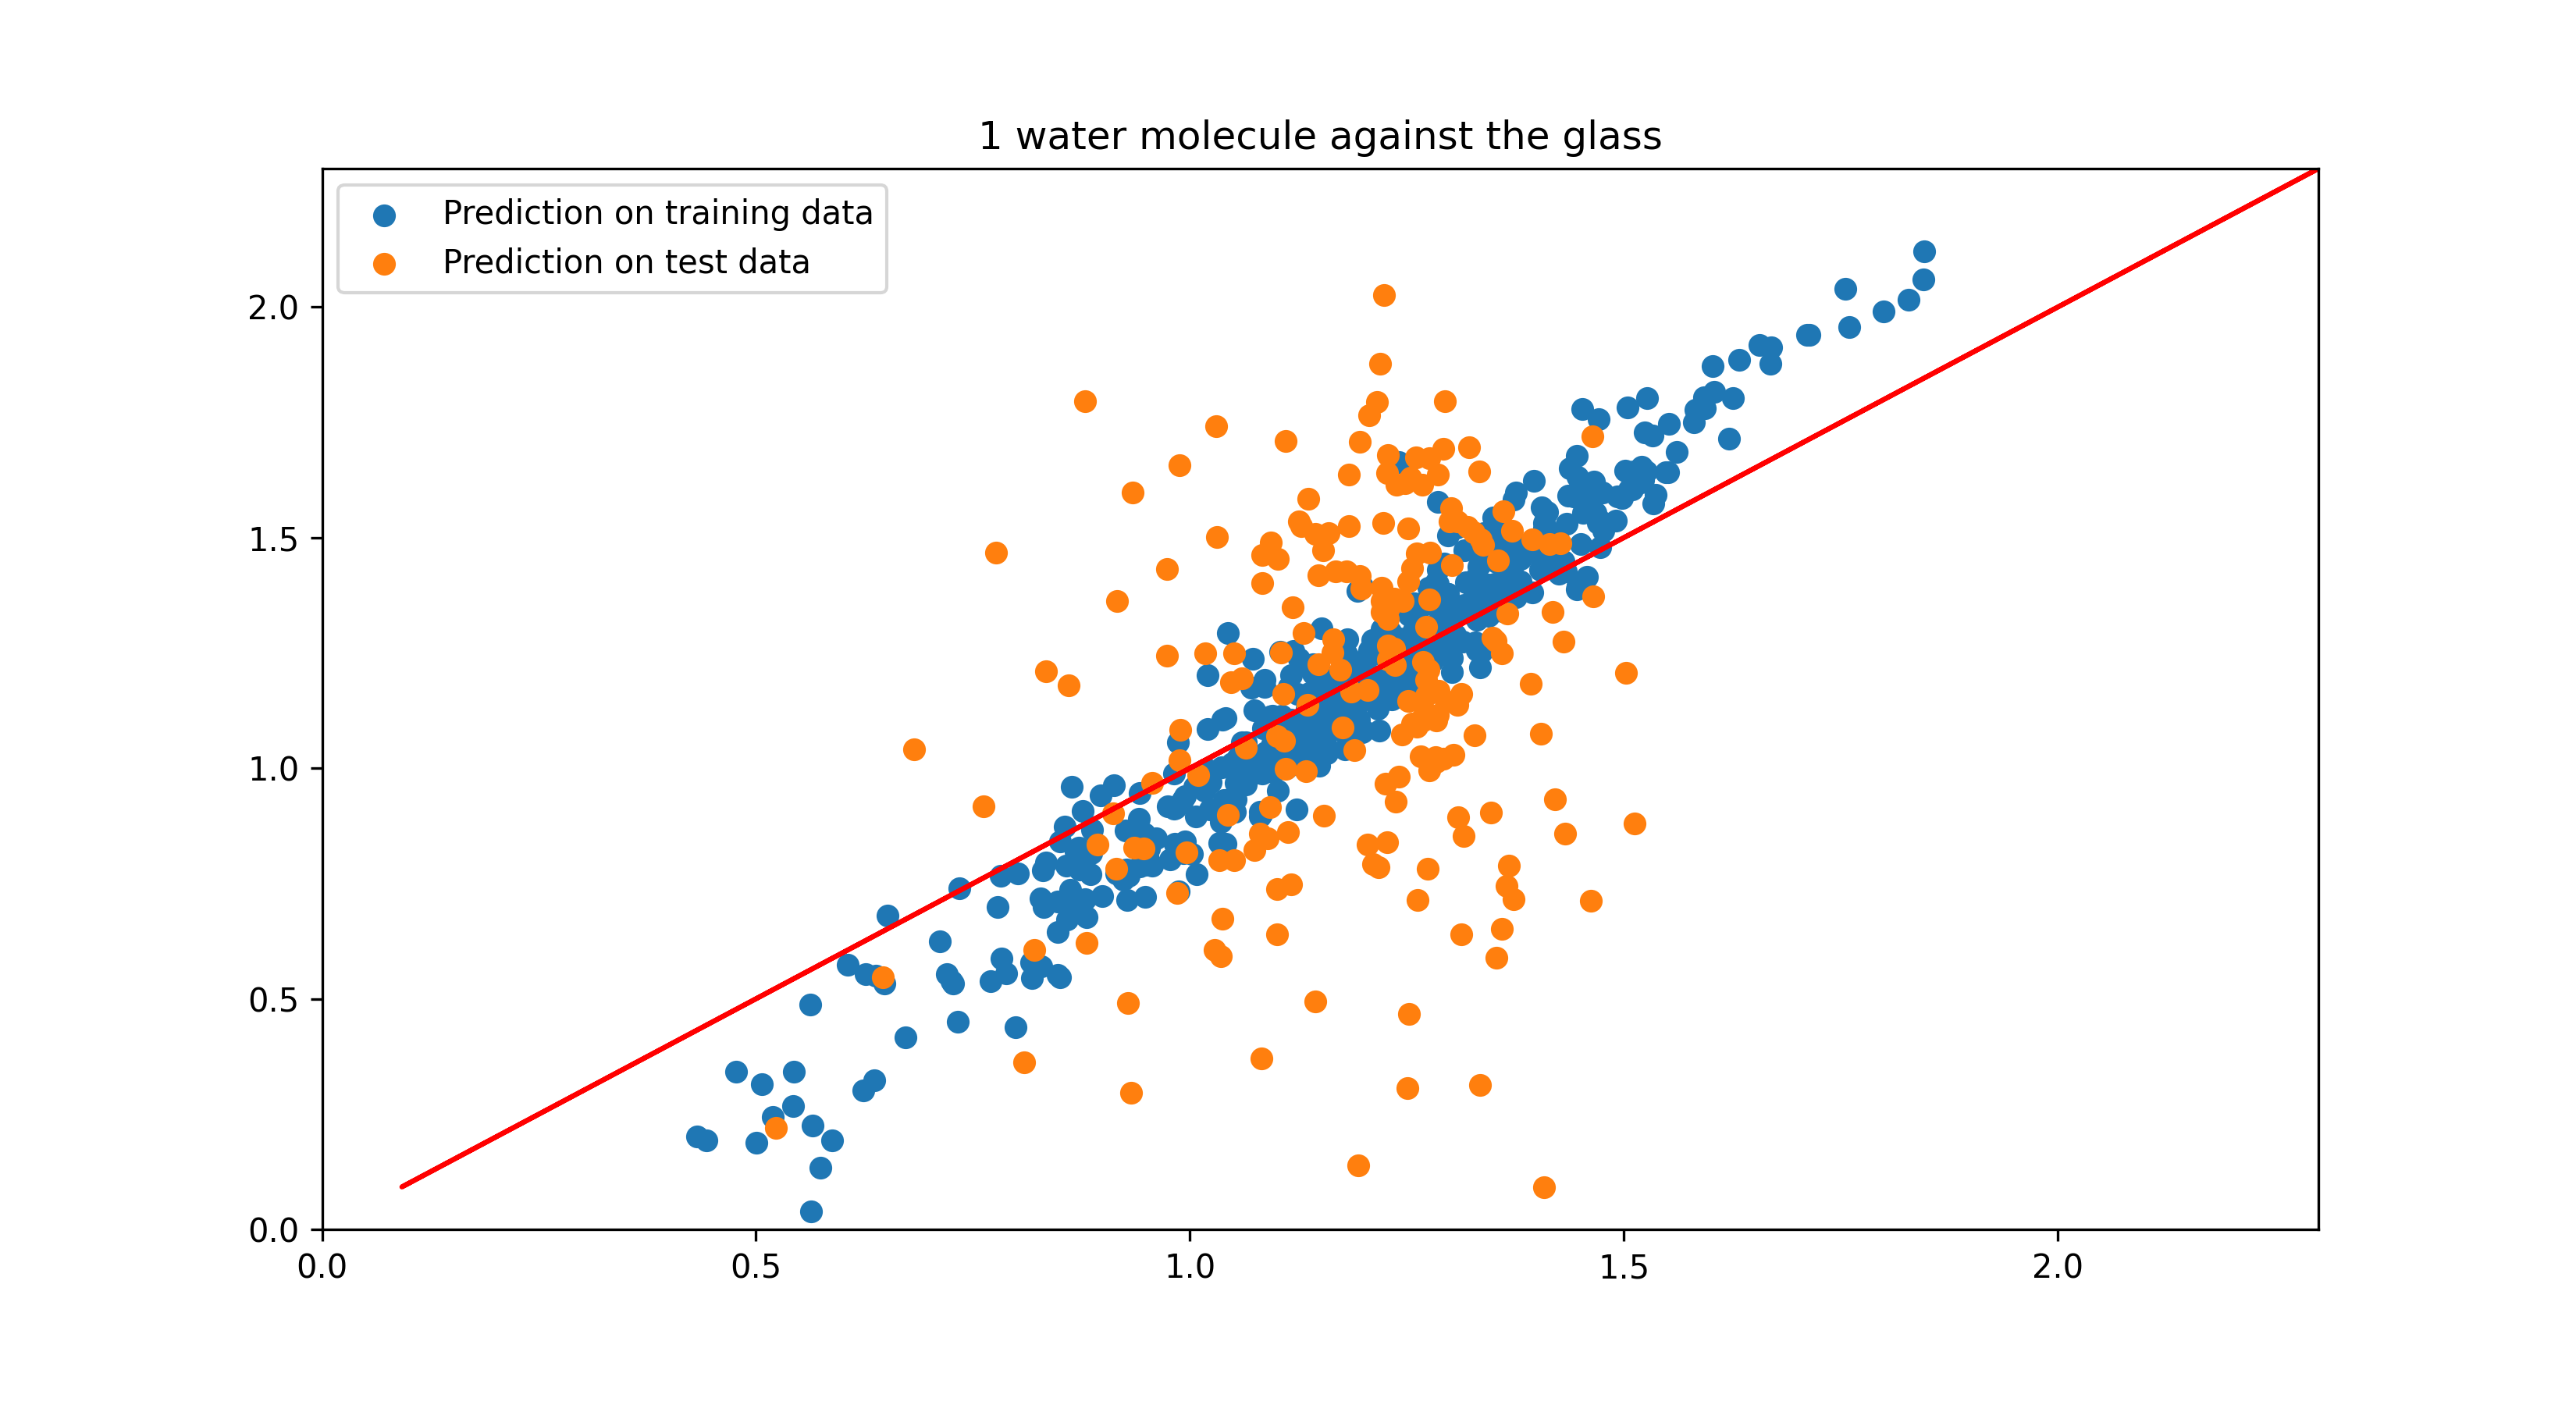 1 water molecule against the glass
Prediction on training data
Prediction on test data
2.0
1.5
1.0
0.5
0.0
0.0 0.5 1.0 1.5 2.0